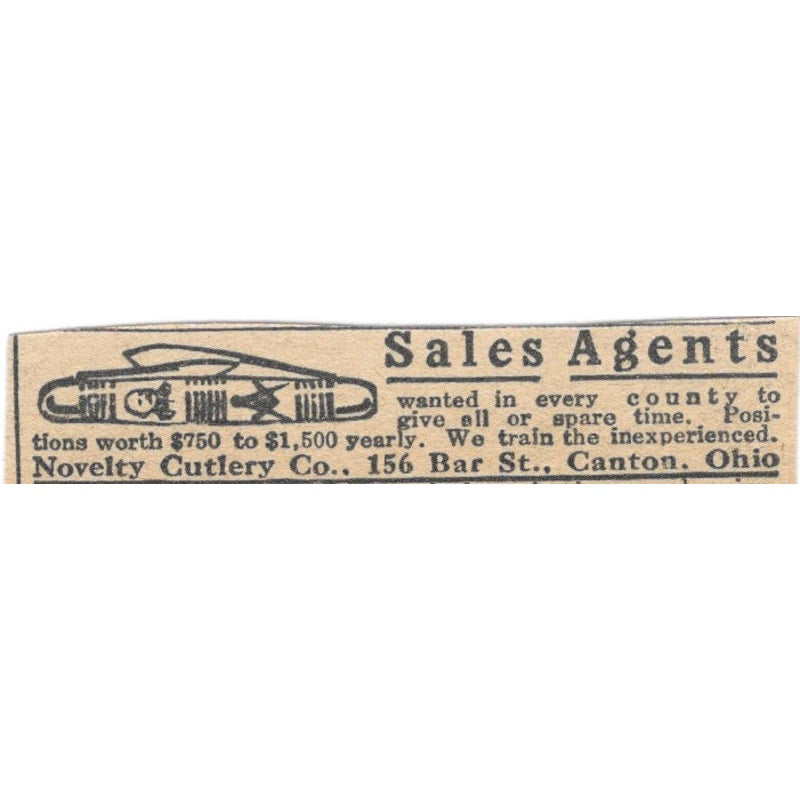 Sales Agents
wanted in every county to
give all or spare time. Posi-
tions worth $750 to $1,500 yearly. We train the inexperienced.
Novelty Cutlery Co., 156 Bar St., Canton. Ohio